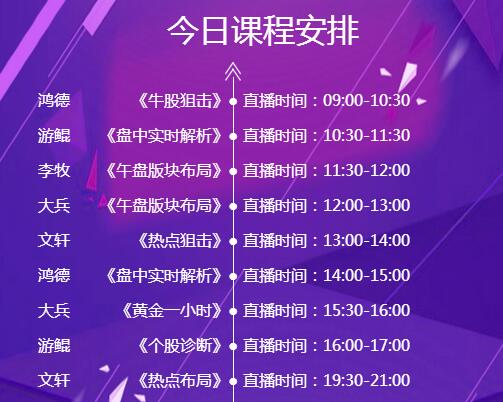 今日课程安排
鸿德 《牛股狙击》 直播时间：09:00-10:30
游鲲 《盘中实时解析》 直播时间：10:30-11:30
李牧 《午盘版块布局》 直播时间：11:30-12:00
大兵 《午盘版块布局》 直播时间：12:00-13:00
文轩 《热点狙击》 直播时间：13:00-14:00
鸿德 《盘中实时解析》 直播时间：14:00-15:00
大兵 《黄金一小时》 直播时间：15:30-16:00
游鲲 《个股诊断》 直播时间：16:00-17:00
文轩 《热点布局》 直播时间：19:30-21:00